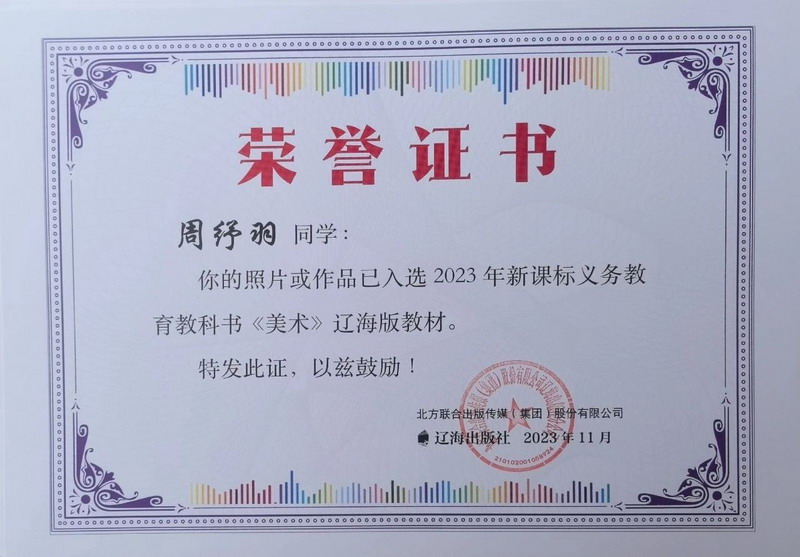 荣誉证书
周纾羽 同学：
你的照片或作品已入选 2023 年新课标义务教
育教科书《美术》辽海版教材。
特发此证，以兹鼓励！
北方联合出版传媒（集团）股份有限公司
辽海出版社 2023 年 11 月